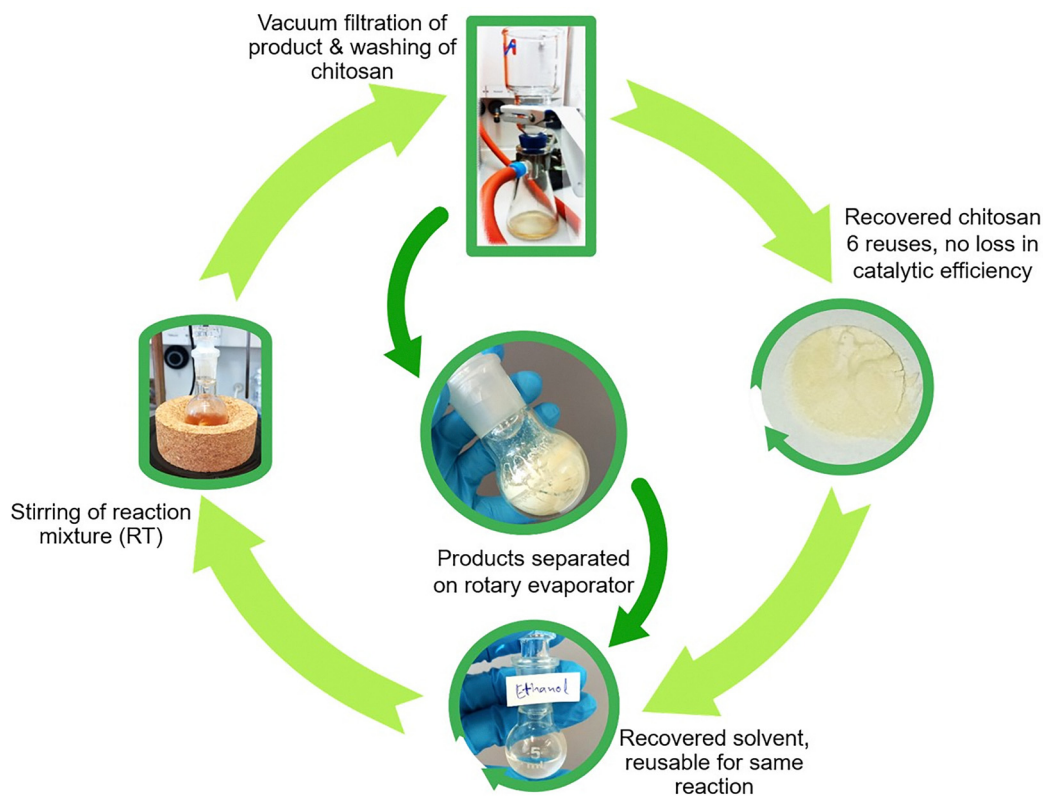 Vacuum filtration of
product & washing of
chitosan
Recovered chitosan
6 reuses, no loss in
catalytic efficiency
Stirring of reaction
mixture (RT)
Products separated
on rotary evaporator
Ethanol
5
ml
Recovered solvent,
reusable for same
reaction